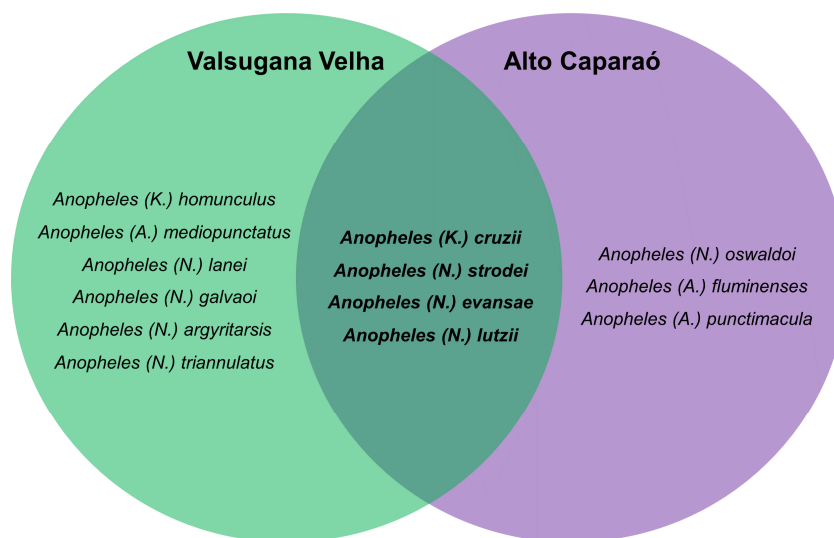 Valsugana Velha
Alto Caparaó
Anopheles (K.) homunculus
Anopheles (A.) mediopunctatus
Anopheles (N.) lanei
Anopheles (N.) galvaoi
Anopheles (N.) argyritarsis
Anopheles (N.) triannulatus
Anopheles (K.) cruzii
Anopheles (N.) strodei
Anopheles (N.) evansae
Anopheles (N.) lutzii
Anopheles (N.) oswaldoi
Anopheles (A.) fluminenses
Anopheles (A.) punctimacula